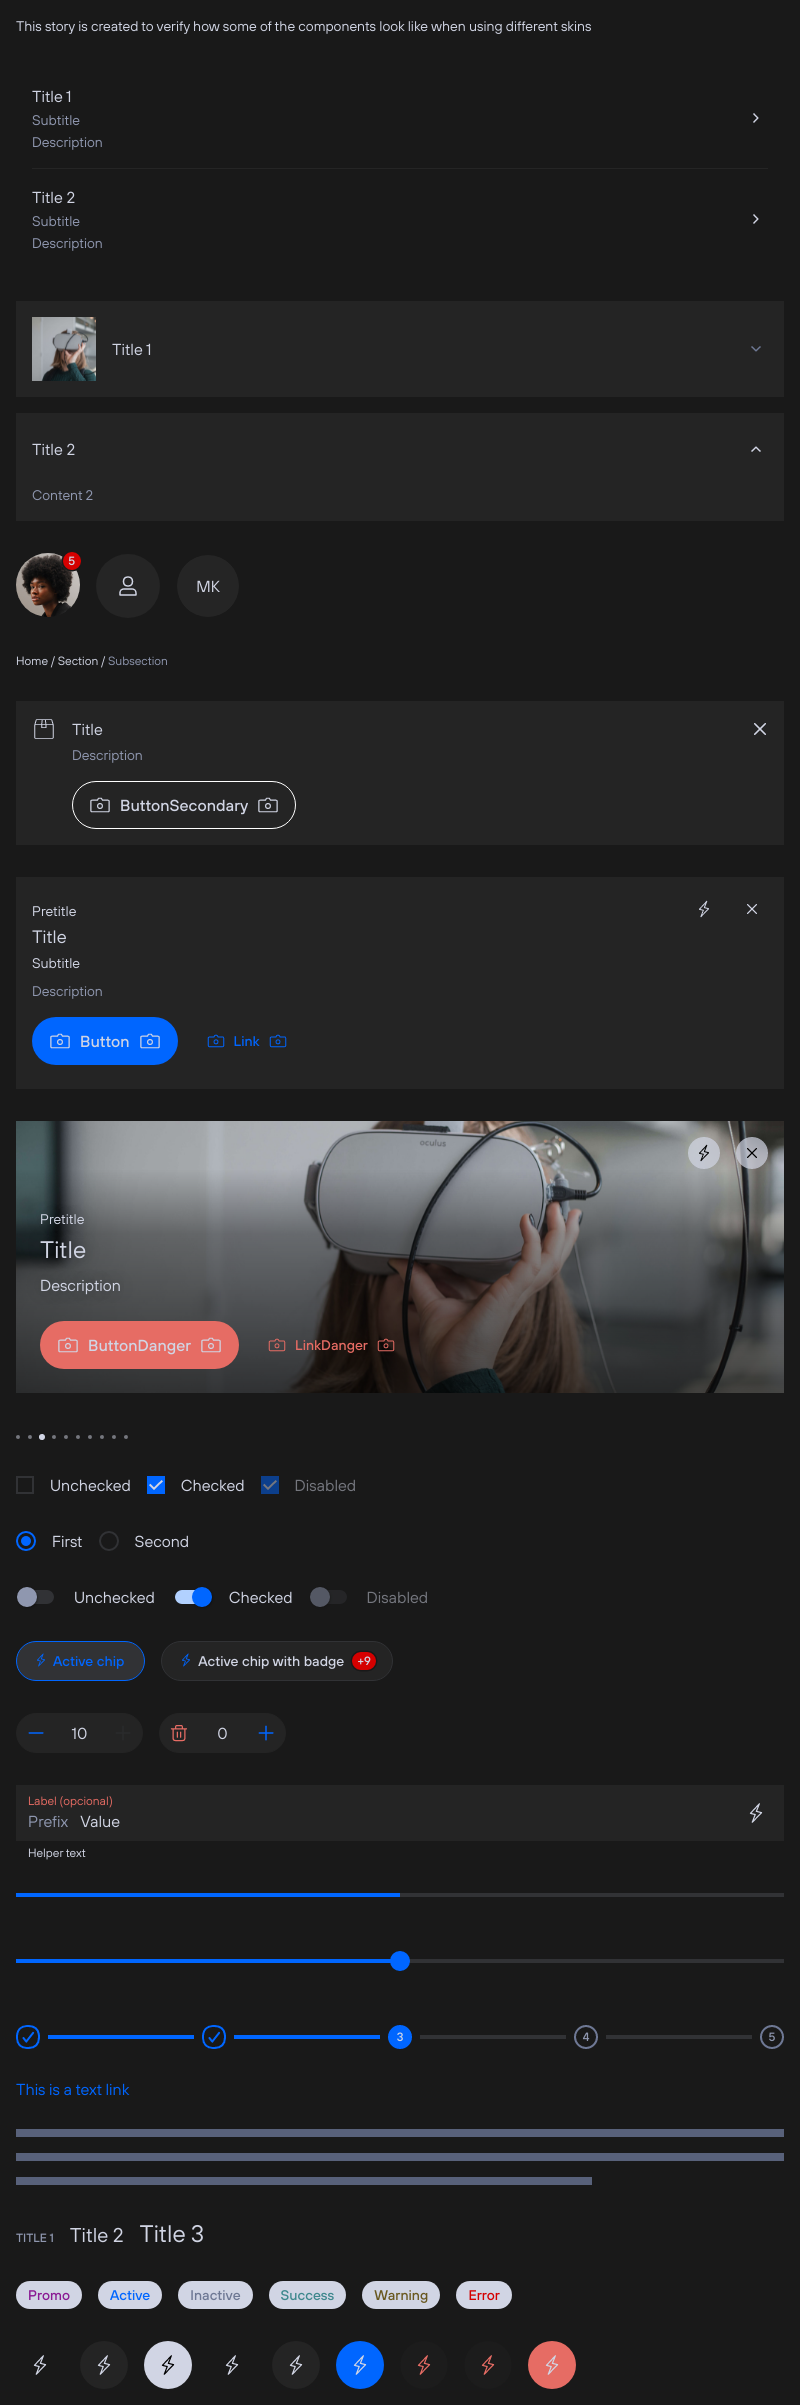 This story is created to verify how some of the components look like when using different skins
Title 1
Subtitle
Description
Title 2
Subtitle
Description
Title 1
Title 2
Content 2
5
MK
Home / Section / Subsection
Title
Description
ButtonSecondary
Pretitle
Title
Subtitle
Description
Button Link
oculus
Pretitle
Title
Description
ButtonDanger LinkDanger
Unchecked Checked Disabled
First Second
Unchecked Checked Disabled
Active chip Active chip with badge +9
10 0
Label (opcional)
Prefix Value
Helper text
3 4 5
This is a text link
TITLE 1 Title 2 Title 3
Promo Active Inactive Success Warning Error